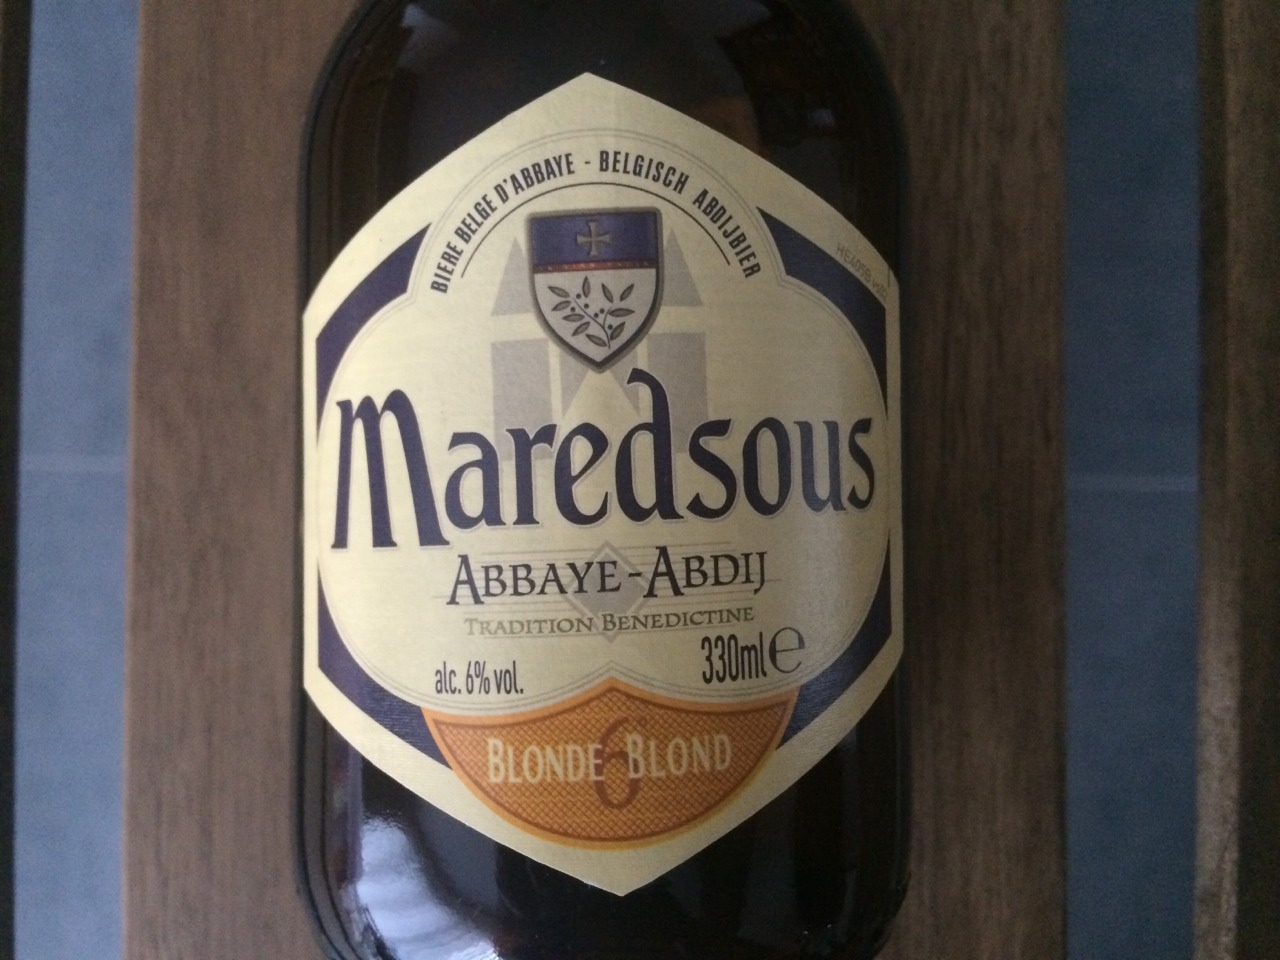 BIERE BELGE D'ABBAYE - BELGISCH ABDIJBIER
Maredsous
ABBAYE-ABDIJ
TRADITION BENEDICTINE
alc. 6% vol.
330ml e
BLONDE 6° BLOND